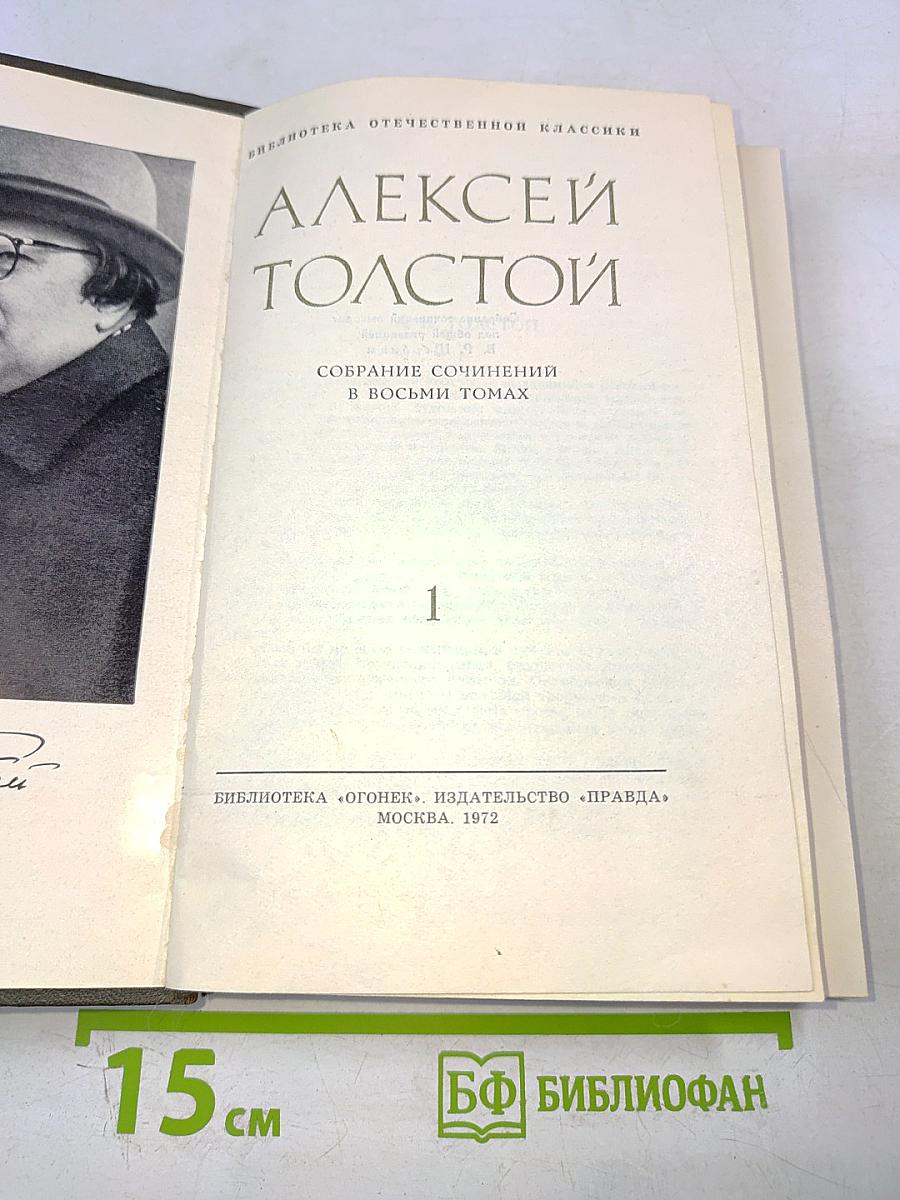 БИБЛИОТЕКА ОТЕЧЕСТВЕННОЙ КЛАССИКИ
АЛЕКСЕЙ
ТОЛСТОЙ
СОБРАНИЕ СОЧИНЕНИЙ
В ВОСЬМИ ТОМАХ
1
БИБЛИОТЕКА «ОГОНЕК». ИЗДАТЕЛЬСТВО «ПРАВДА»
МОСКВА. 1972
15 см
БФ БИБЛИОФАН